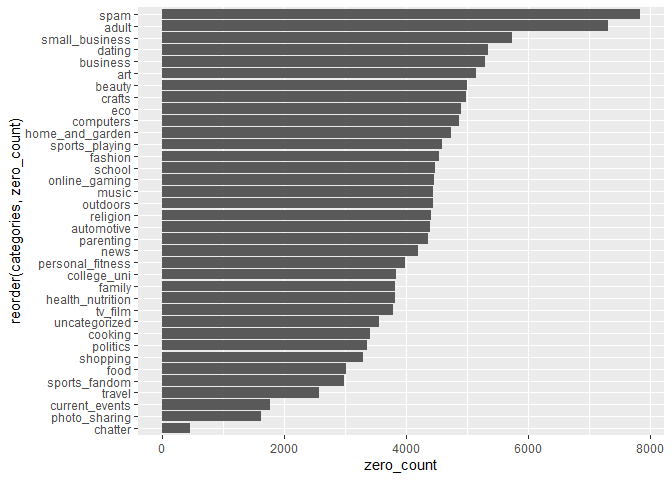 spam
adult
small_business
dating
business
art
beauty
crafts
eco
computers
home_and_garden
sports_playing
fashion
school
online_gaming
music
outdoors
religion
automotive
parenting
news
personal_fitness
college_uni
family
health_nutrition
tv_film
uncategorized
cooking
politics
shopping
food
sports_fandom
travel
current_events
photo_sharing
chatter
reorder(categories, zero_count)
0 2000 4000 6000 8000
zero_count